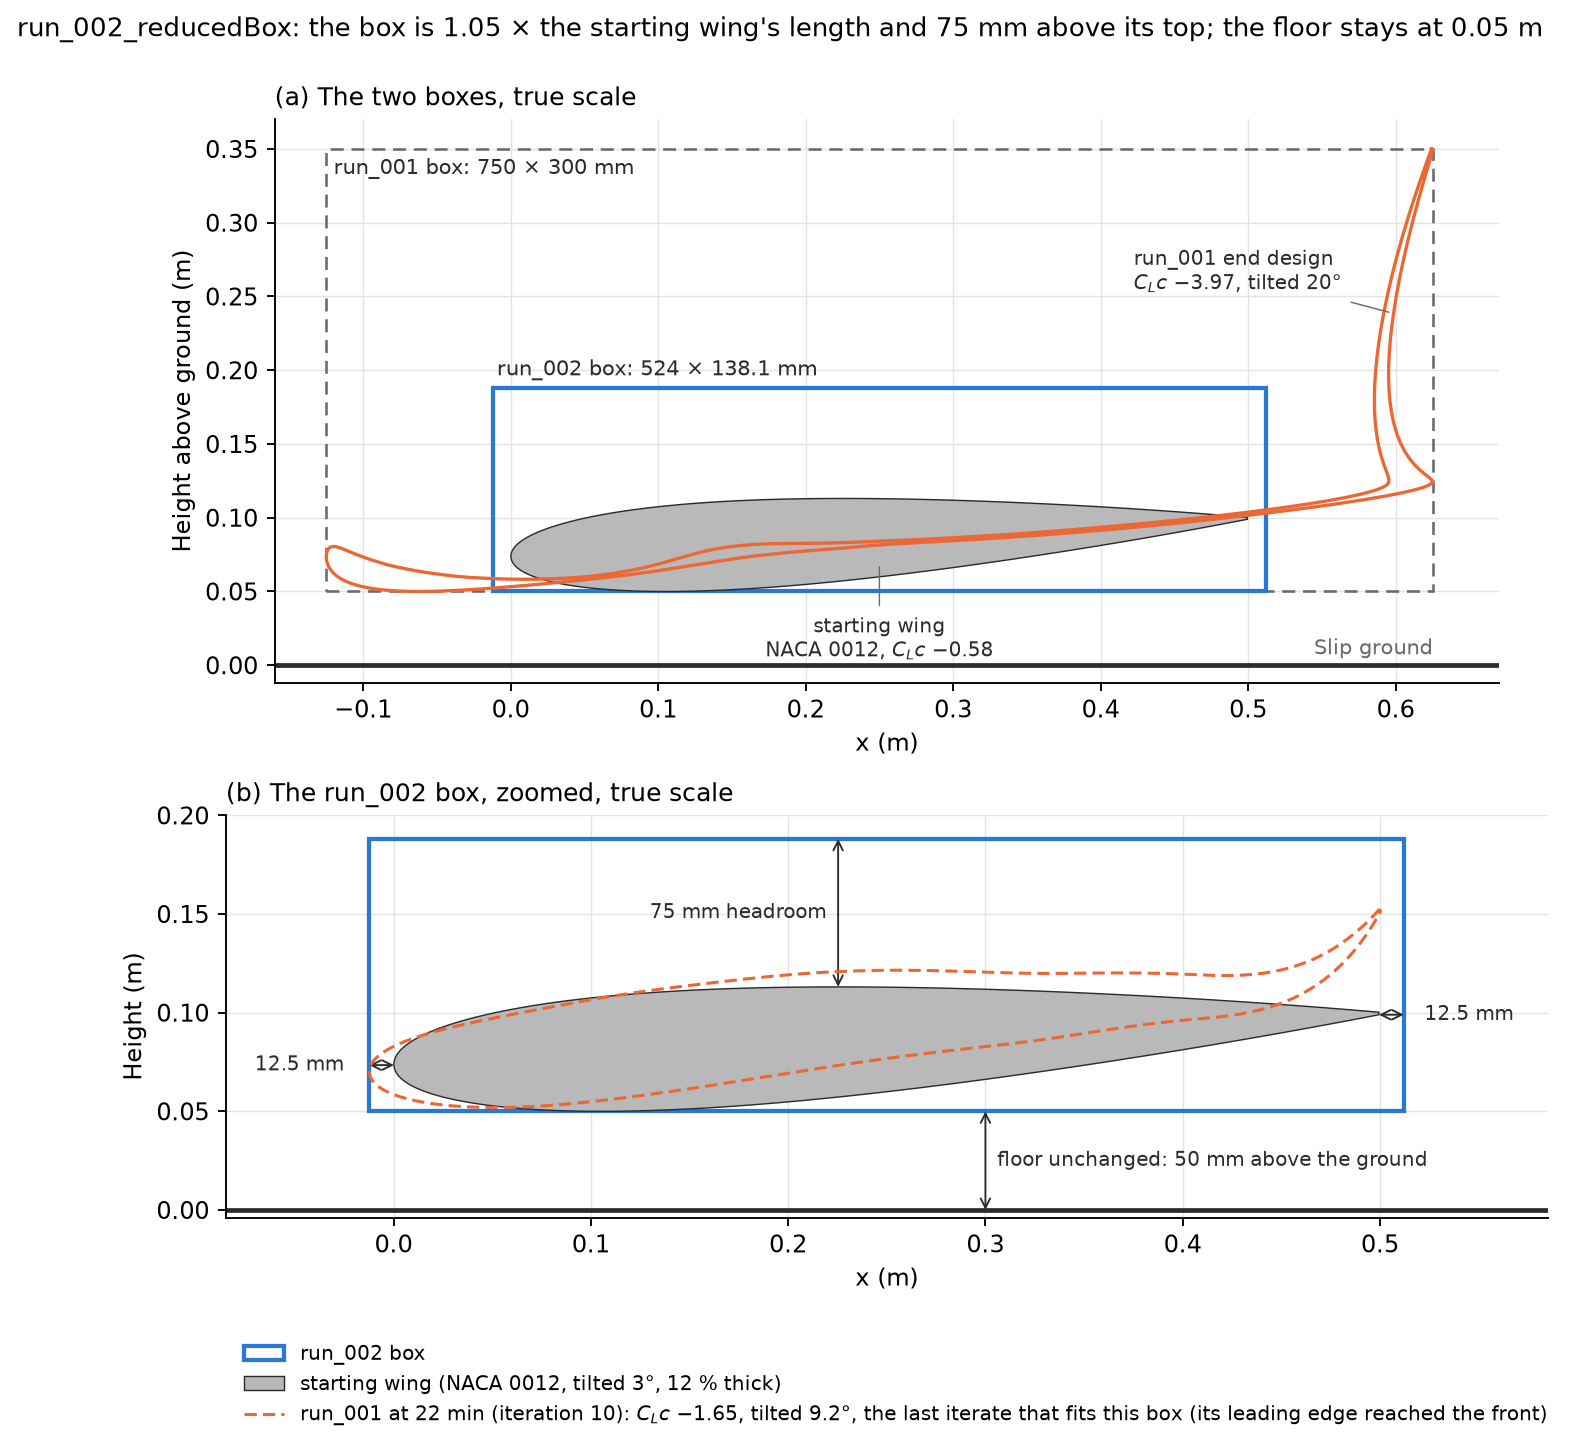 run_002_reducedBox: the box is 1.05 × the starting wing's length and 75 mm above its top; the floor stays at 0.05 m
(a) The two boxes, true scale
Height above ground (m)
0.35
0.30
0.25
0.20
0.15
0.10
0.05
0.00
run_001 box: 750 × 300 mm
run_001 end design
C_L c −3.97, tilted 20°
run_002 box: 524 × 138.1 mm
starting wing
NACA 0012, C_L c −0.58
Slip ground
−0.1 0.0 0.1 0.2 0.3 0.4 0.5 0.6
x (m)
(b) The run_002 box, zoomed, true scale
Height (m)
0.20
0.15
0.10
0.05
0.00
75 mm headroom
12.5 mm
12.5 mm
floor unchanged: 50 mm above the ground
0.0 0.1 0.2 0.3 0.4 0.5
x (m)
run_002 box
starting wing (NACA 0012, tilted 3°, 12 % thick)
run_001 at 22 min (iteration 10): C_L c −1.65, tilted 9.2°, the last iterate that fits this box (its leading edge reached the front)